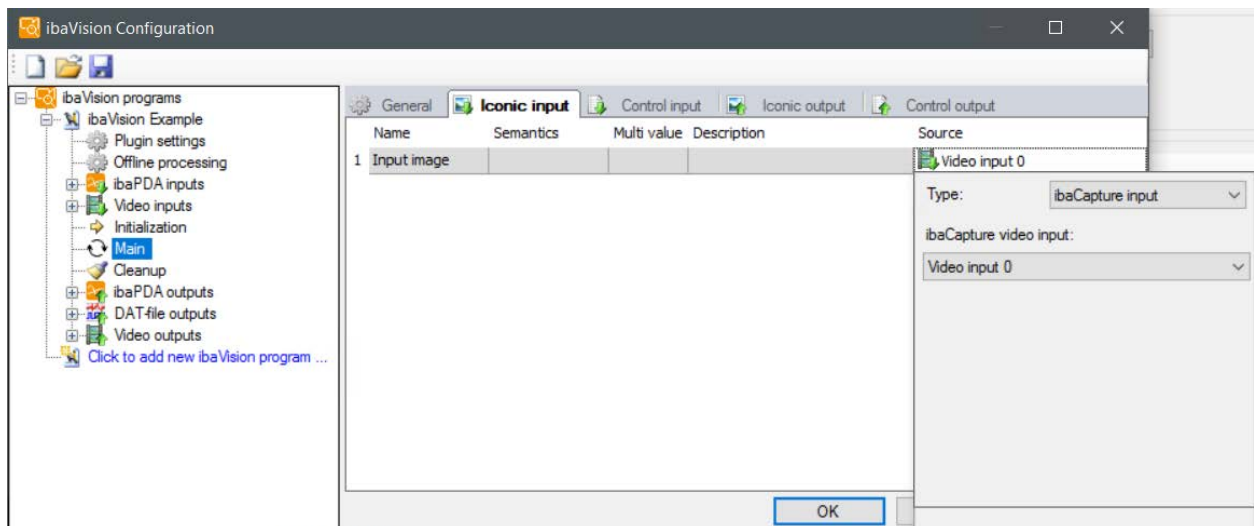 ibaVision Configuration
ibaVision programs
ibaVision Example
Plugin settings
Offline processing
ibaPDA inputs
Video inputs
Initialization
Main
Cleanup
ibaPDA outputs
DAT-file outputs
Video outputs
Click to add new ibaVision program ...
General Iconic input Control input Iconic output Control output
Name Semantics Multi value Description Source
1 Input image Video input 0
Type: ibaCapture input
ibaCapture video input:
Video input 0
OK